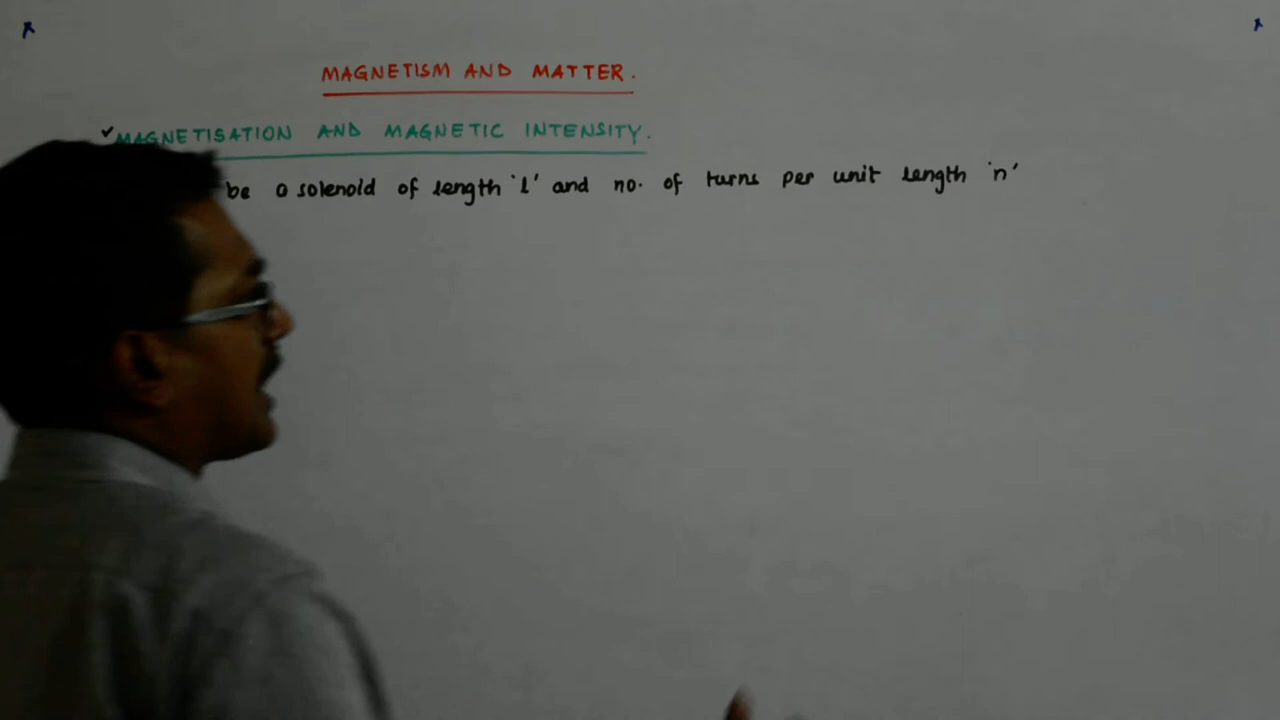 MAGNETISM AND MATTER.
✓MAGNETISATION AND MAGNETIC INTENSITY.
be a solenoid of length 'l' and no. of turns per unit length 'n'